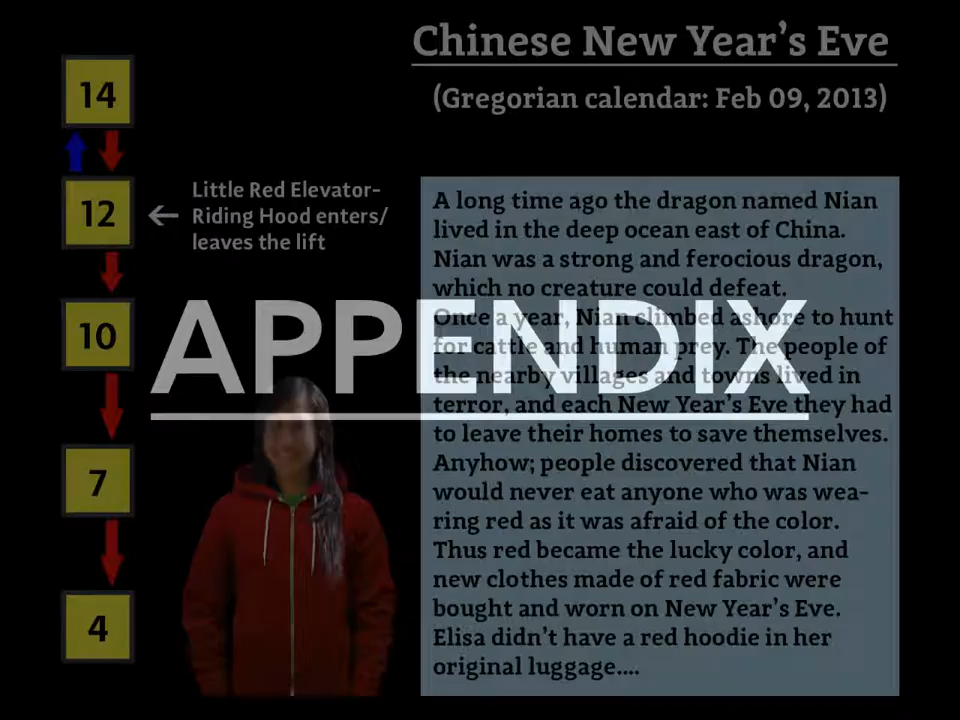 Chinese New Year's Eve
(Gregorian calendar: Feb 09, 2013)
14
12
Little Red Elevator-
Riding Hood enters/
leaves the lift
10
7
4
APPENDIX
A long time ago the dragon named Nian
lived in the deep ocean east of China.
Nian was a strong and ferocious dragon,
which no creature could defeat.
Once a year, Nian climbed ashore to hunt
for cattle and human prey. The people of
the nearby villages and towns lived in
terror, and each New Year's Eve they had
to leave their homes to save themselves.
Anyhow; people discovered that Nian
would never eat anyone who was wea-
ring red as it was afraid of the color.
Thus red became the lucky color, and
new clothes made of red fabric were
bought and worn on New Year's Eve.
Elisa didn't have a red hoodie in her
original luggage....